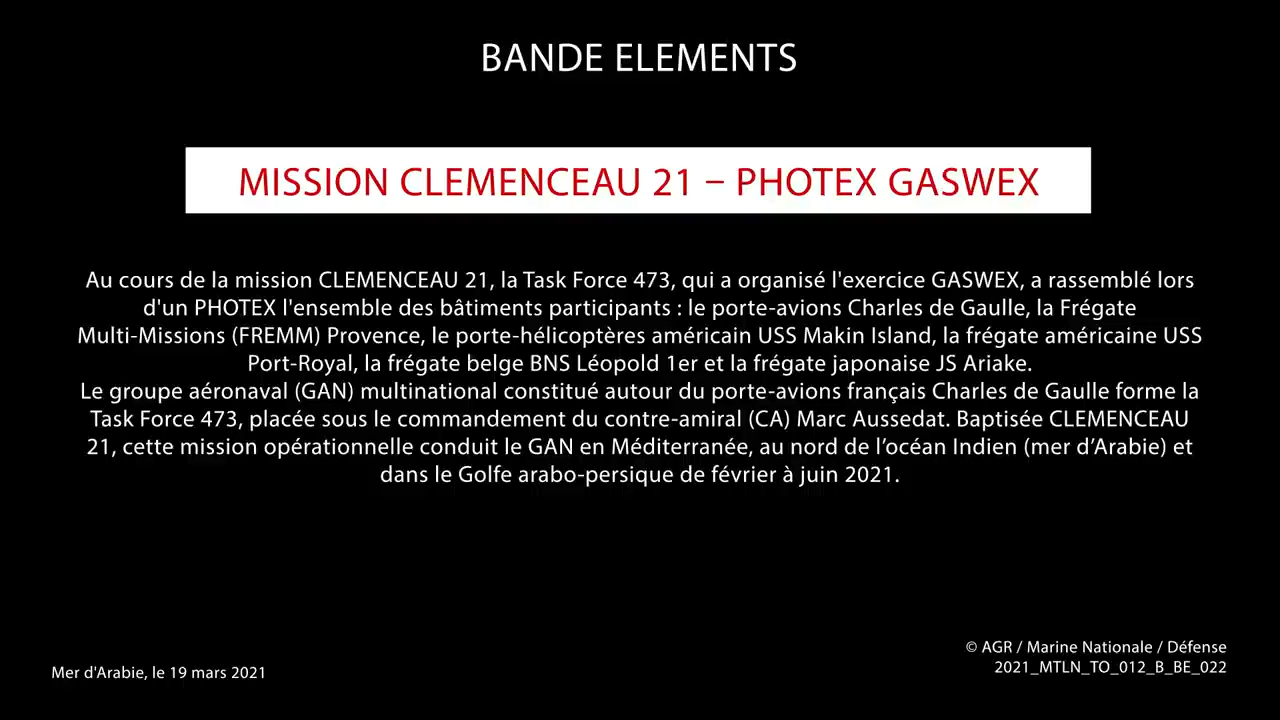 BANDE ELEMENTS
MISSION CLEMENCEAU 21 – PHOTEX GASWEX
Au cours de la mission CLEMENCEAU 21, la Task Force 473, qui a organisé l'exercice GASWEX, a rassemblé lors
d'un PHOTEX l'ensemble des bâtiments participants : le porte-avions Charles de Gaulle, la Frégate
Multi-Missions (FREMM) Provence, le porte-hélicoptères américain USS Makin Island, la frégate américaine USS
Port-Royal, la frégate belge BNS Léopold 1er et la frégate japonaise JS Ariake.
Le groupe aéronaval (GAN) multinational constitué autour du porte-avions français Charles de Gaulle forme la
Task Force 473, placée sous le commandement du contre-amiral (CA) Marc Aussedat. Baptisée CLEMENCEAU
21, cette mission opérationnelle conduit le GAN en Méditerranée, au nord de l’océan Indien (mer d’Arabie) et
dans le Golfe arabo-persique de février à juin 2021.
© AGR / Marine Nationale / Défense
2021_MTLN_TO_012_B_BE_022
Mer d'Arabie, le 19 mars 2021